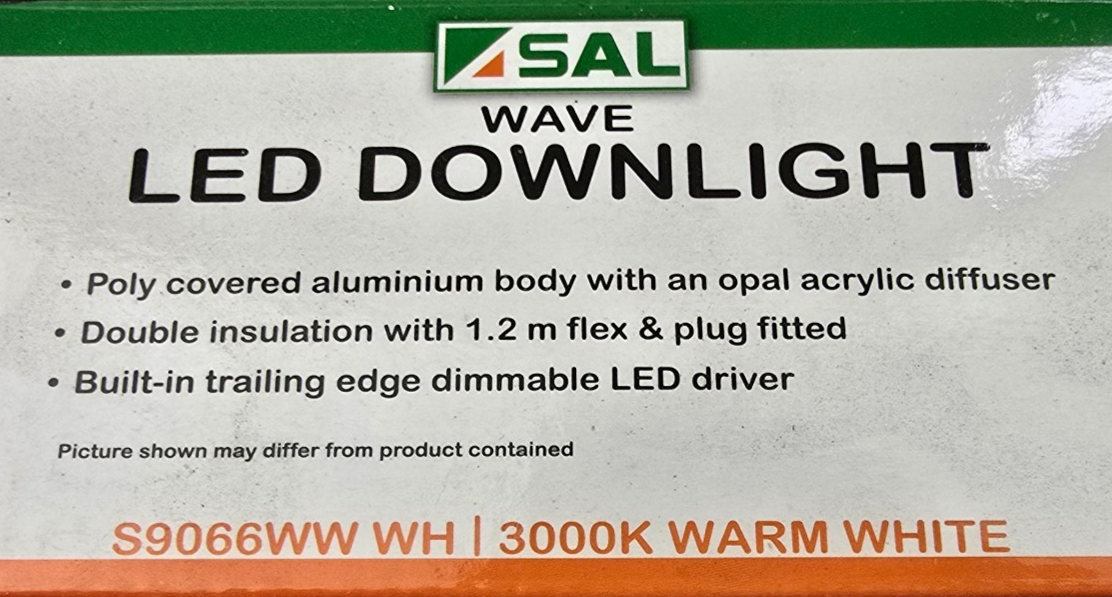 SAL
WAVE
LED DOWNLIGHT
• Poly covered aluminium body with an opal acrylic diffuser
• Double insulation with 1.2 m flex & plug fitted
• Built-in trailing edge dimmable LED driver
Picture shown may differ from product contained
S9066WW WH | 3000K WARM WHITE